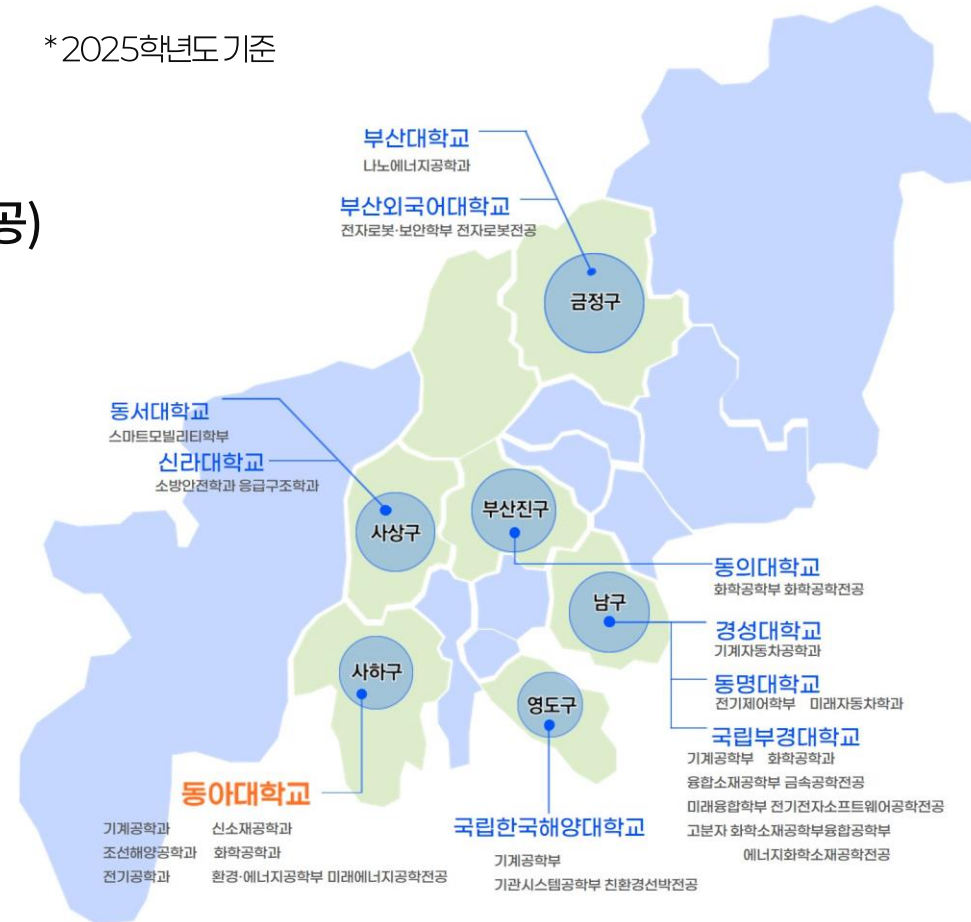 * 2025학년도 기준
공)
부산대학교
나노에너지공학과
부산외국어대학교
전자로봇·보안학부 전자로봇전공
금정구
동서대학교
스마트모빌리티학부
신라대학교
소방안전학과 응급구조학과
사상구
부산진구
동의대학교
화학공학부 화학공학전공
남구
경성대학교
기계자동차공학과
동명대학교
전기제어학부 미래자동차학과
국립부경대학교
기계공학부 화학공학과
융합소재공학부 금속공학전공
미래융합학부 전기전자소프트웨어공학전공
고분자 화학소재공학부융합공학부
에너지화학소재공학전공
사하구
영도구
동아대학교
기계공학과 신소재공학과
조선해양공학과 화학공학과
전기공학과 환경·에너지공학부 미래에너지공학전공
국립한국해양대학교
기계공학부
기관시스템공학부 친환경선박전공